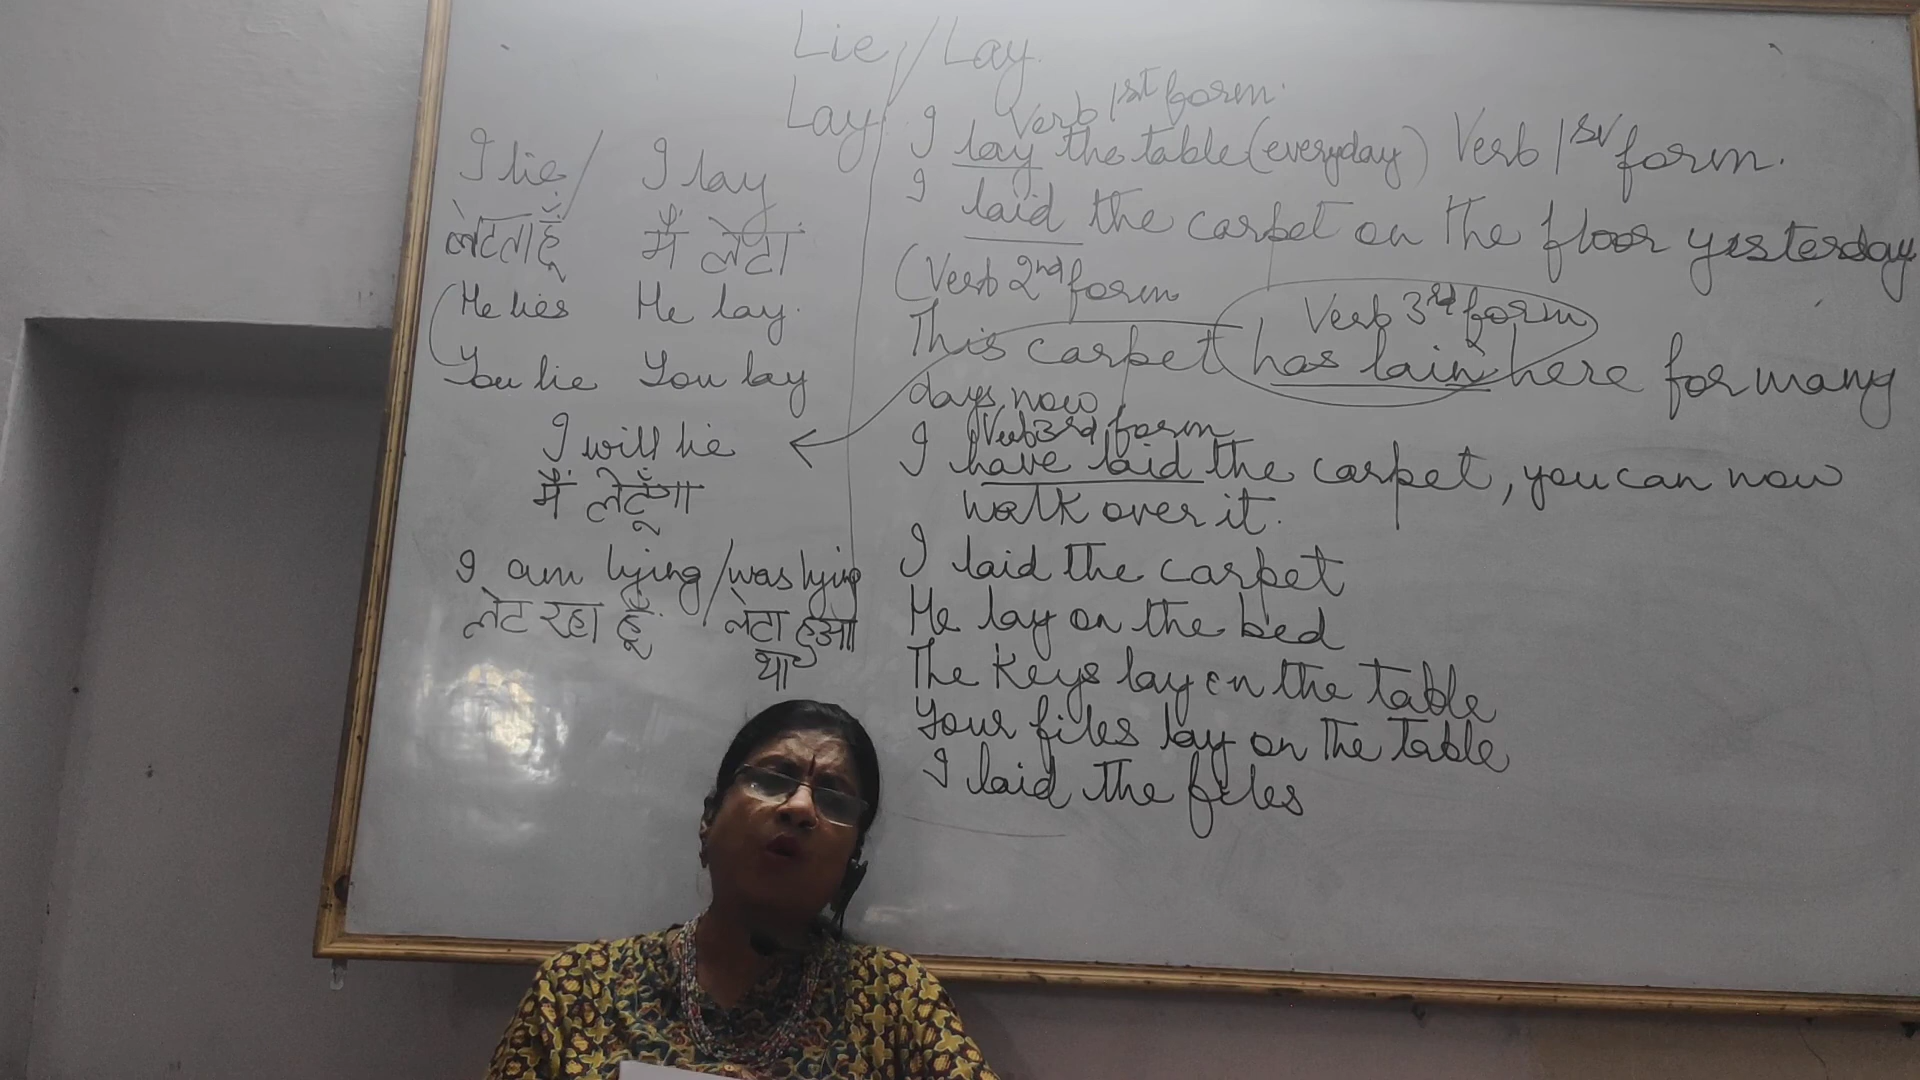 Lie / Lay
Lay
I lie / I lay
लेटता हूँ मैं लेटा
He lies He lay.
You lie You lay
I will lie
मैं लेटूँगा
I am lying / was lying
लेट रहा हूँ लेटा हुआ
था
Verb 1st form.
I lay the table (everyday) Verb 1st form.
I laid the carpet on the floor yesterday
(Verb 2nd form
Verb 3rd form
This carpet has lain here for many
days now
Verb 3rd form
I have laid the carpet, you can now
walk over it.
I laid the carpet
He lay on the bed
The Keys lay on the table
Your files lay on the table
I laid the files